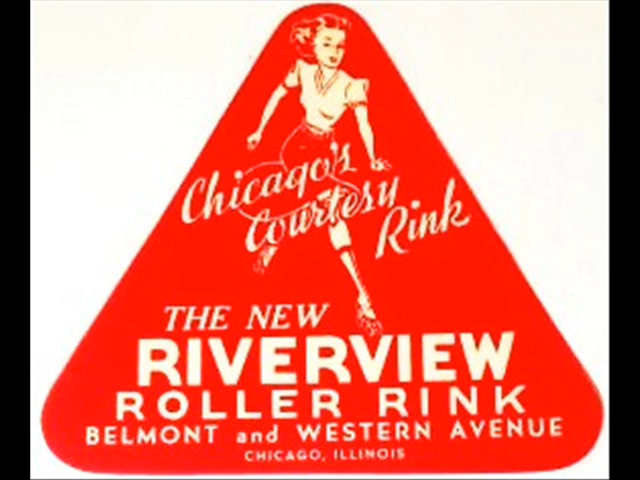 Chicago's
Courtesy
Rink
THE NEW
RIVERVIEW
ROLLER RINK
BELMONT and WESTERN AVENUE
CHICAGO, ILLINOIS